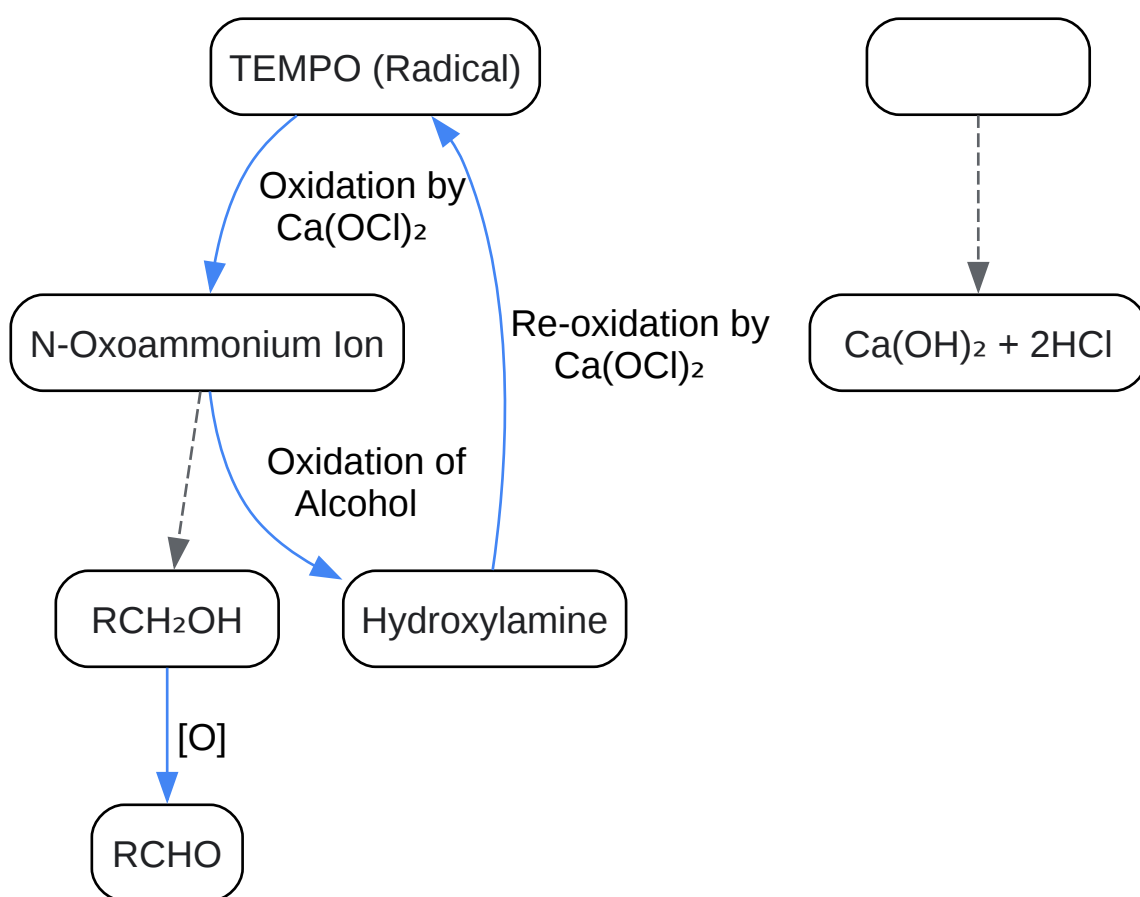 TEMPO (Radical)
Oxidation by
Ca(OCl)₂
N-Oxoammonium Ion
Re-oxidation by
Ca(OCl)₂
Ca(OH)₂ + 2HCl
Oxidation of
Alcohol
RCH₂OH
Hydroxylamine
[O]
RCHO